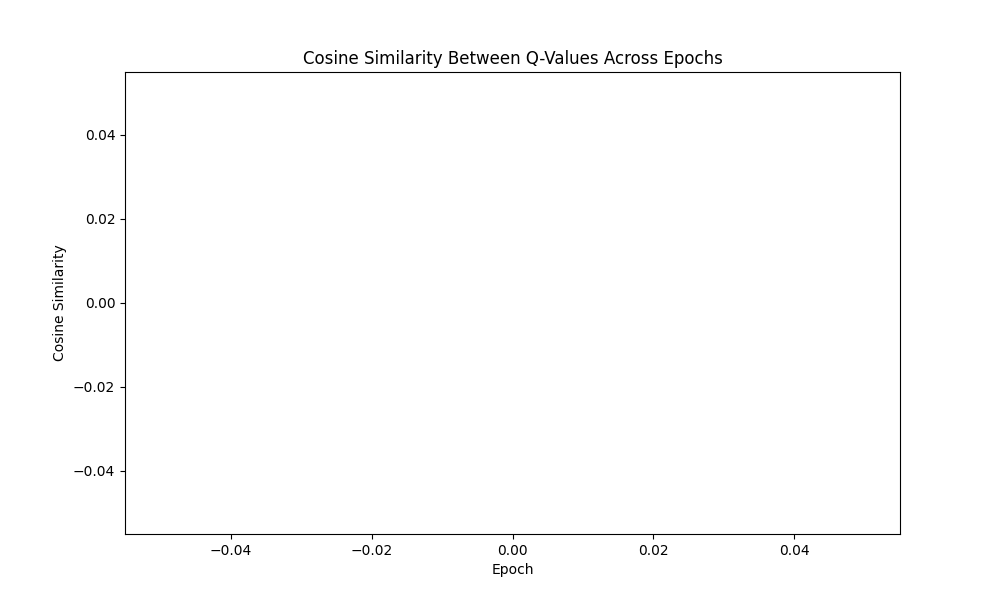 Cosine Similarity Between Q-Values Across Epochs
0.04
0.02
0.00
−0.02
−0.04
Cosine Similarity
−0.04 −0.02 0.00 0.02 0.04
Epoch